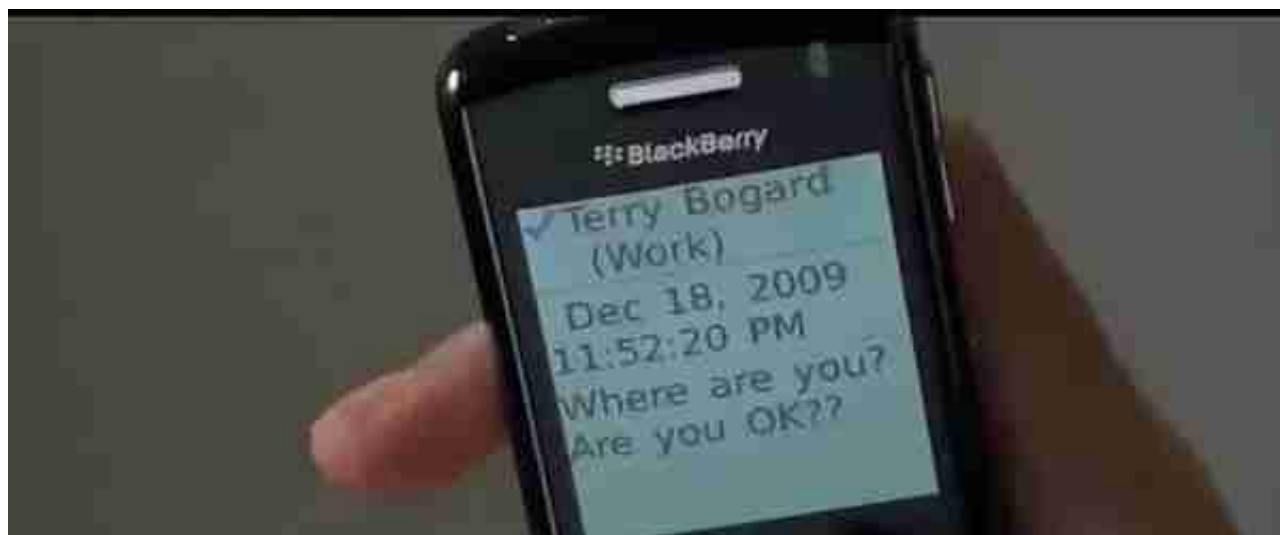 BlackBerry
Terry Bogard
(Work)
Dec 18, 2009
11:52:20 PM
Where are you?
Are you OK??